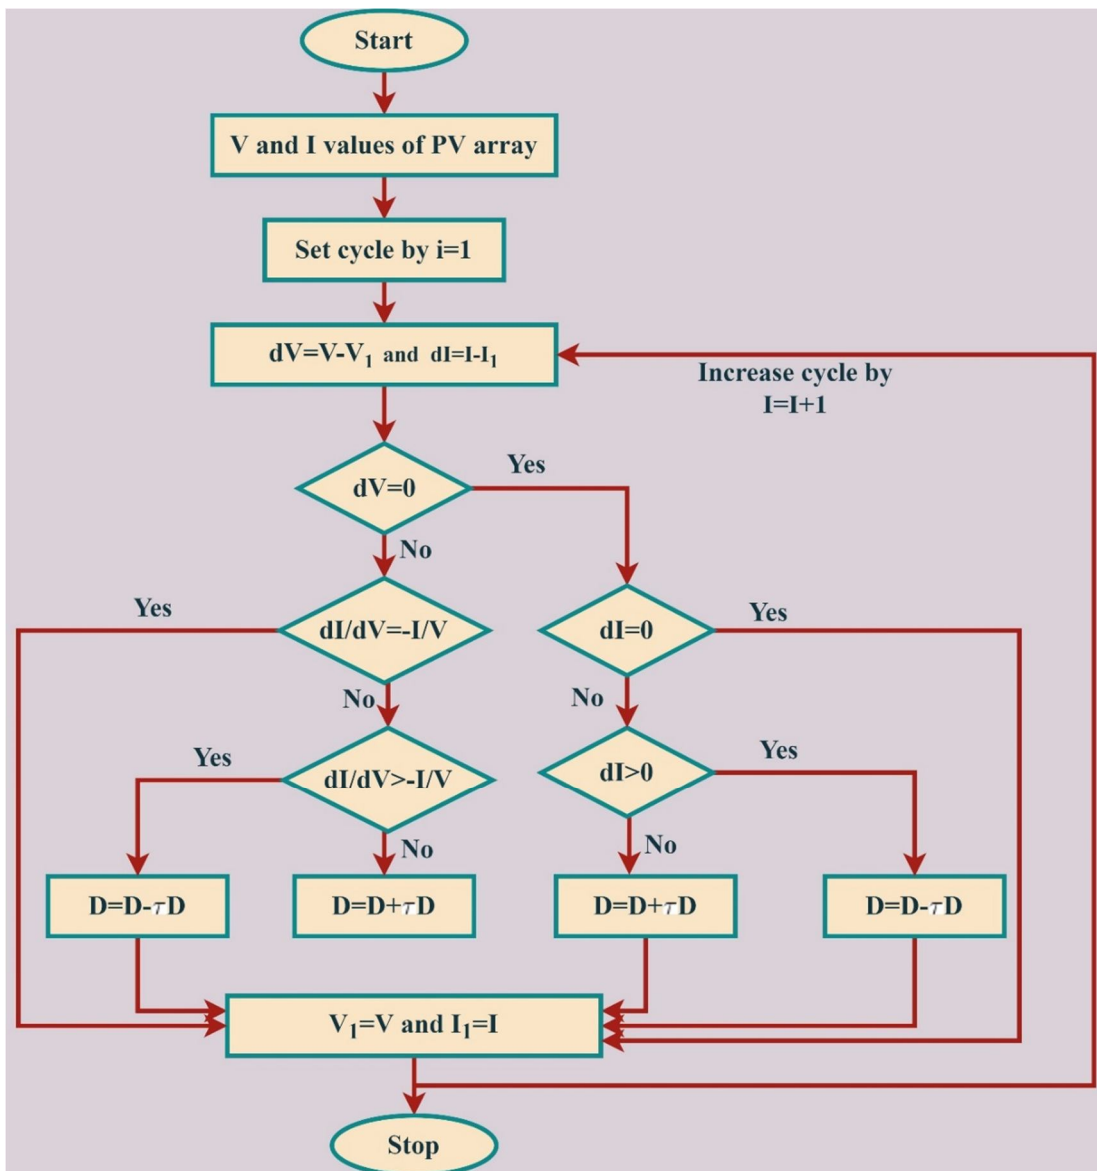 Start
V and I values of PV array
Set cycle by i=1
dV=V-V₁ and dI=I-I₁
Increase cycle by
I=I+1
dV=0
Yes
No
Yes
dI/dV=-I/V
dI=0
Yes
No
No
Yes
dI/dV>-I/V
dI>0
Yes
No
No
D=D-τD
D=D+τD
D=D+τD
D=D-τD
V₁=V and I₁=I
Stop